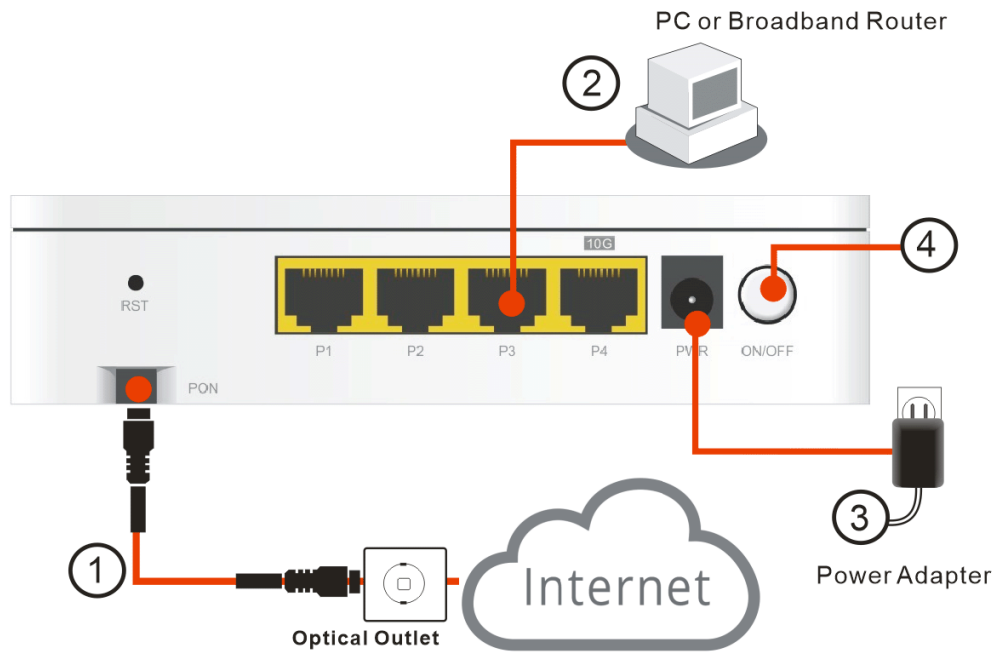 PC or Broadband Router
2
10G
4
RST
P1 P2 P3 P4 PWR ON/OFF
PON
3
1
Internet
Power Adapter
Optical Outlet